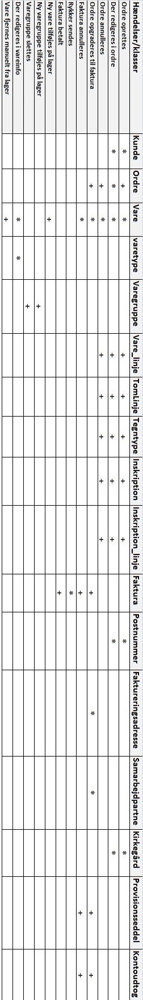 Hændelser/klasser Kunde Ordre Vare varetype Varegruppe Vare_linje TomLinje Tegntype Inskription Inskription_linje Faktura Postnummer Faktureringsadresse Samarbejdpartne Kirkegård Provisionsseddel Kontoudtog
Ordre oprettes * + * + + + + + * *
Der redigeres i ordre * * * + + + + + * *
Ordre annulleres + * + + + + +
Ordre opgraderes til faktura + * + * * + +
Faktura annulleres * + + +
Rykker sendes *
Faktura betalt +
Ny vare tilføjes på lager +
Ny varegruppe tilføjes på lager +
Varegruppe slettes +
Der redigeres i vareinfo * *
Vare fjernes manuelt fra lager +